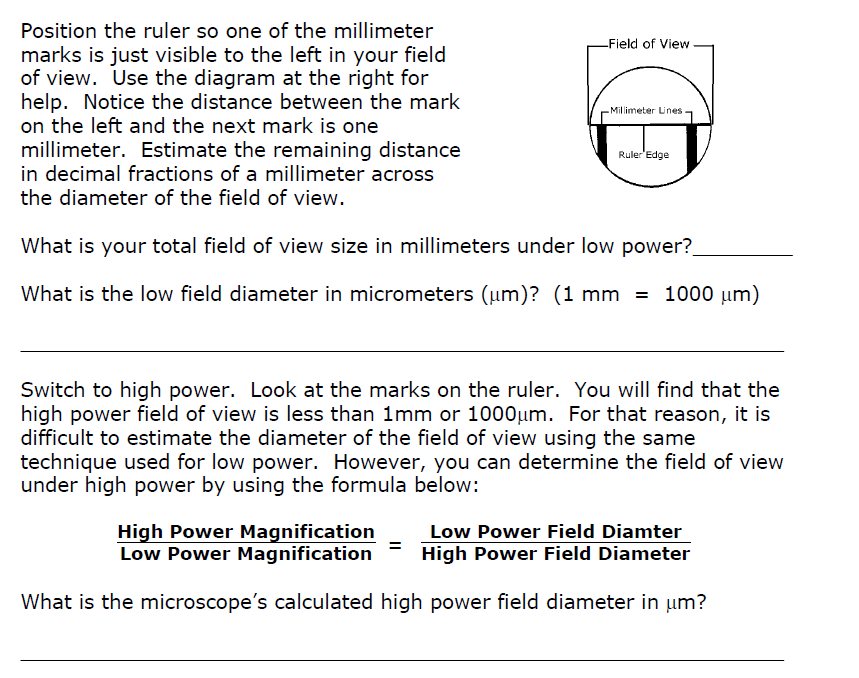 Position the ruler so one of the millimeter
marks is just visible to the left in your field
of view.  Use the diagram at the right for
help.  Notice the distance between the mark
on the left and the next mark is one
millimeter.  Estimate the remaining distance
in decimal fractions of a millimeter across
the diameter of the field of view.
Field of View
Millimeter Lines
Ruler Edge
What is your total field of view size in millimeters under low power?__________
What is the low field diameter in micrometers (µm)?  (1 mm  =  1000 µm)
Switch to high power.  Look at the marks on the ruler.  You will find that the
high power field of view is less than 1mm or 1000µm.  For that reason, it is
difficult to estimate the diameter of the field of view using the same
technique used for low power.  However, you can determine the field of view
under high power by using the formula below:
High Power Magnification = Low Power Field Diamter
Low Power Magnification High Power Field Diameter
What is the microscope’s calculated high power field diameter in µm?